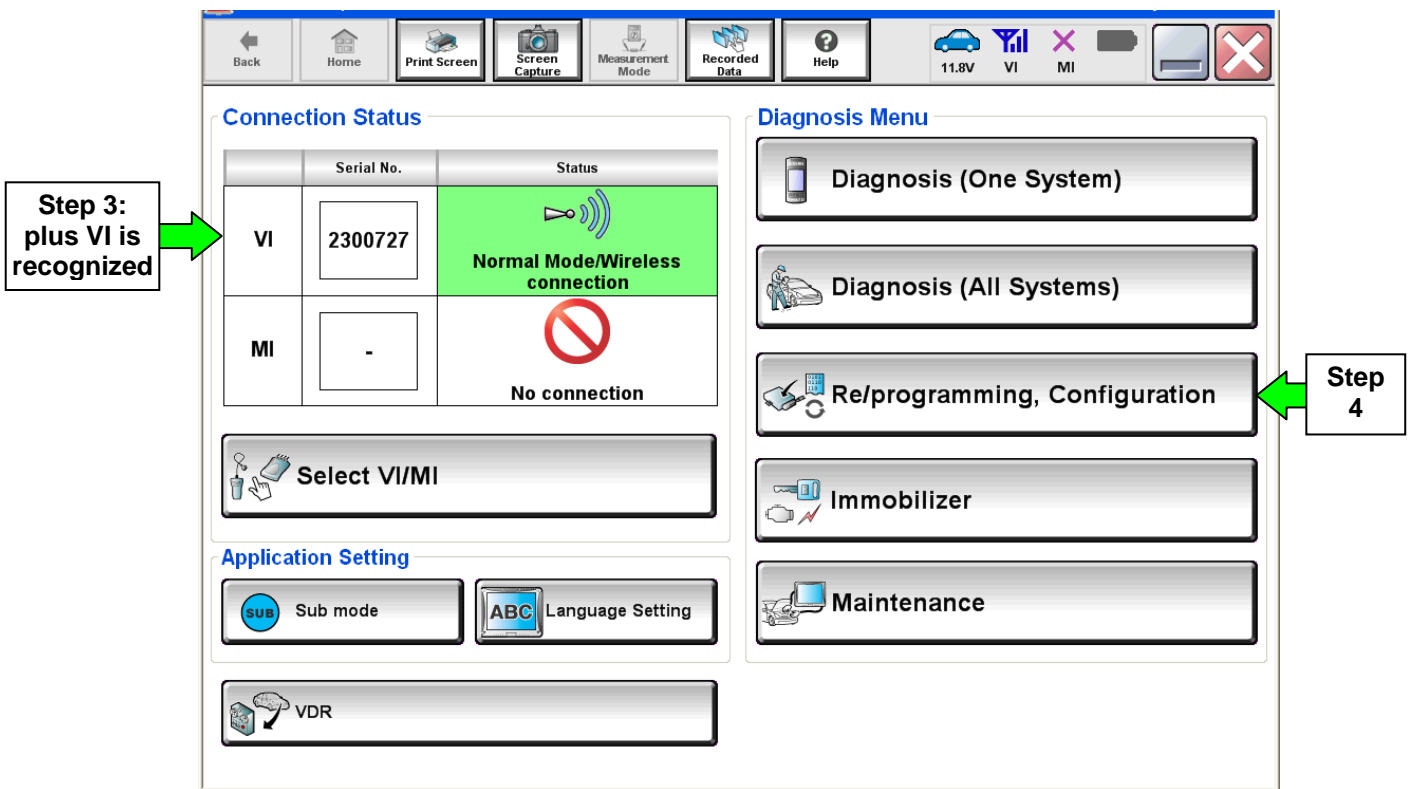 Back
Home
Print Screen
Screen
Capture
Measurement
Mode
Recorded
Data
Help
11.8V
VI
MI
Connection Status
Serial No.
Status
VI
2300727
Normal Mode/Wireless
connection
MI
-
No connection
Select VI/MI
Application Setting
SUB
Sub mode
ABC
Language Setting
VDR
Diagnosis Menu
Diagnosis (One System)
Diagnosis (All Systems)
Re/programming, Configuration
Immobilizer
Maintenance
Step 3:
plus VI is
recognized
Step
4